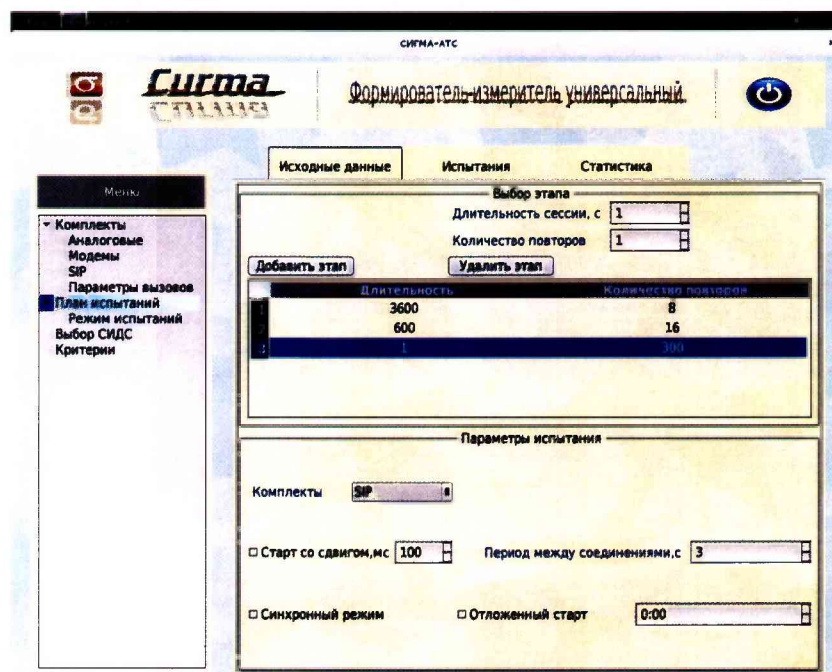 СИГМА-АТС
Сигма
Формирователь-измеритель универсальный
Исходные данные Испытания Статистика
Меню
Выбор этапа
Длительность сессии, с 1
Количество повторов 1
Комплекты
Аналоговые
Модемы
SIP
Параметры вызовов
План испытаний
Режим испытаний
Выбор СИДС
Критерии
Добавить этап Удалить этап
Длительность Количество повторов
1 3600 8
2 600 16
3 1 300
Параметры испытания
Комплекты SIP
Старт со сдвигом,мс 100 Период между соединениями,с 3
Синхронный режим Отложенный старт 0:00